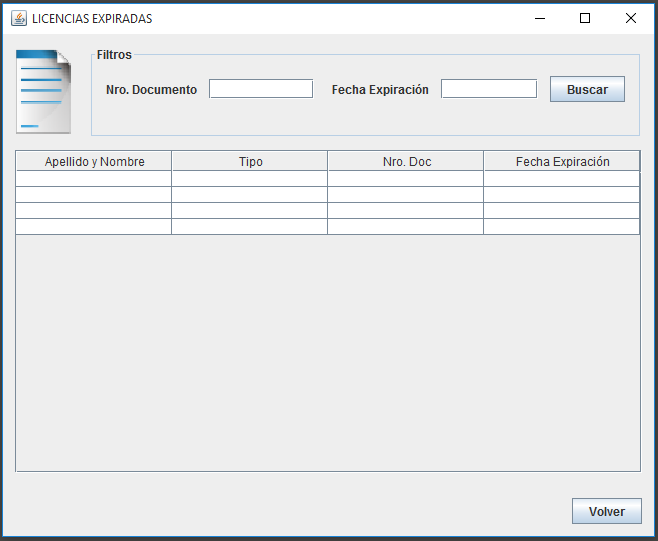 LICENCIAS EXPIRADAS
Filtros
Nro. Documento Fecha Expiración Buscar
Apellido y Nombre Tipo Nro. Doc Fecha Expiración
Volver